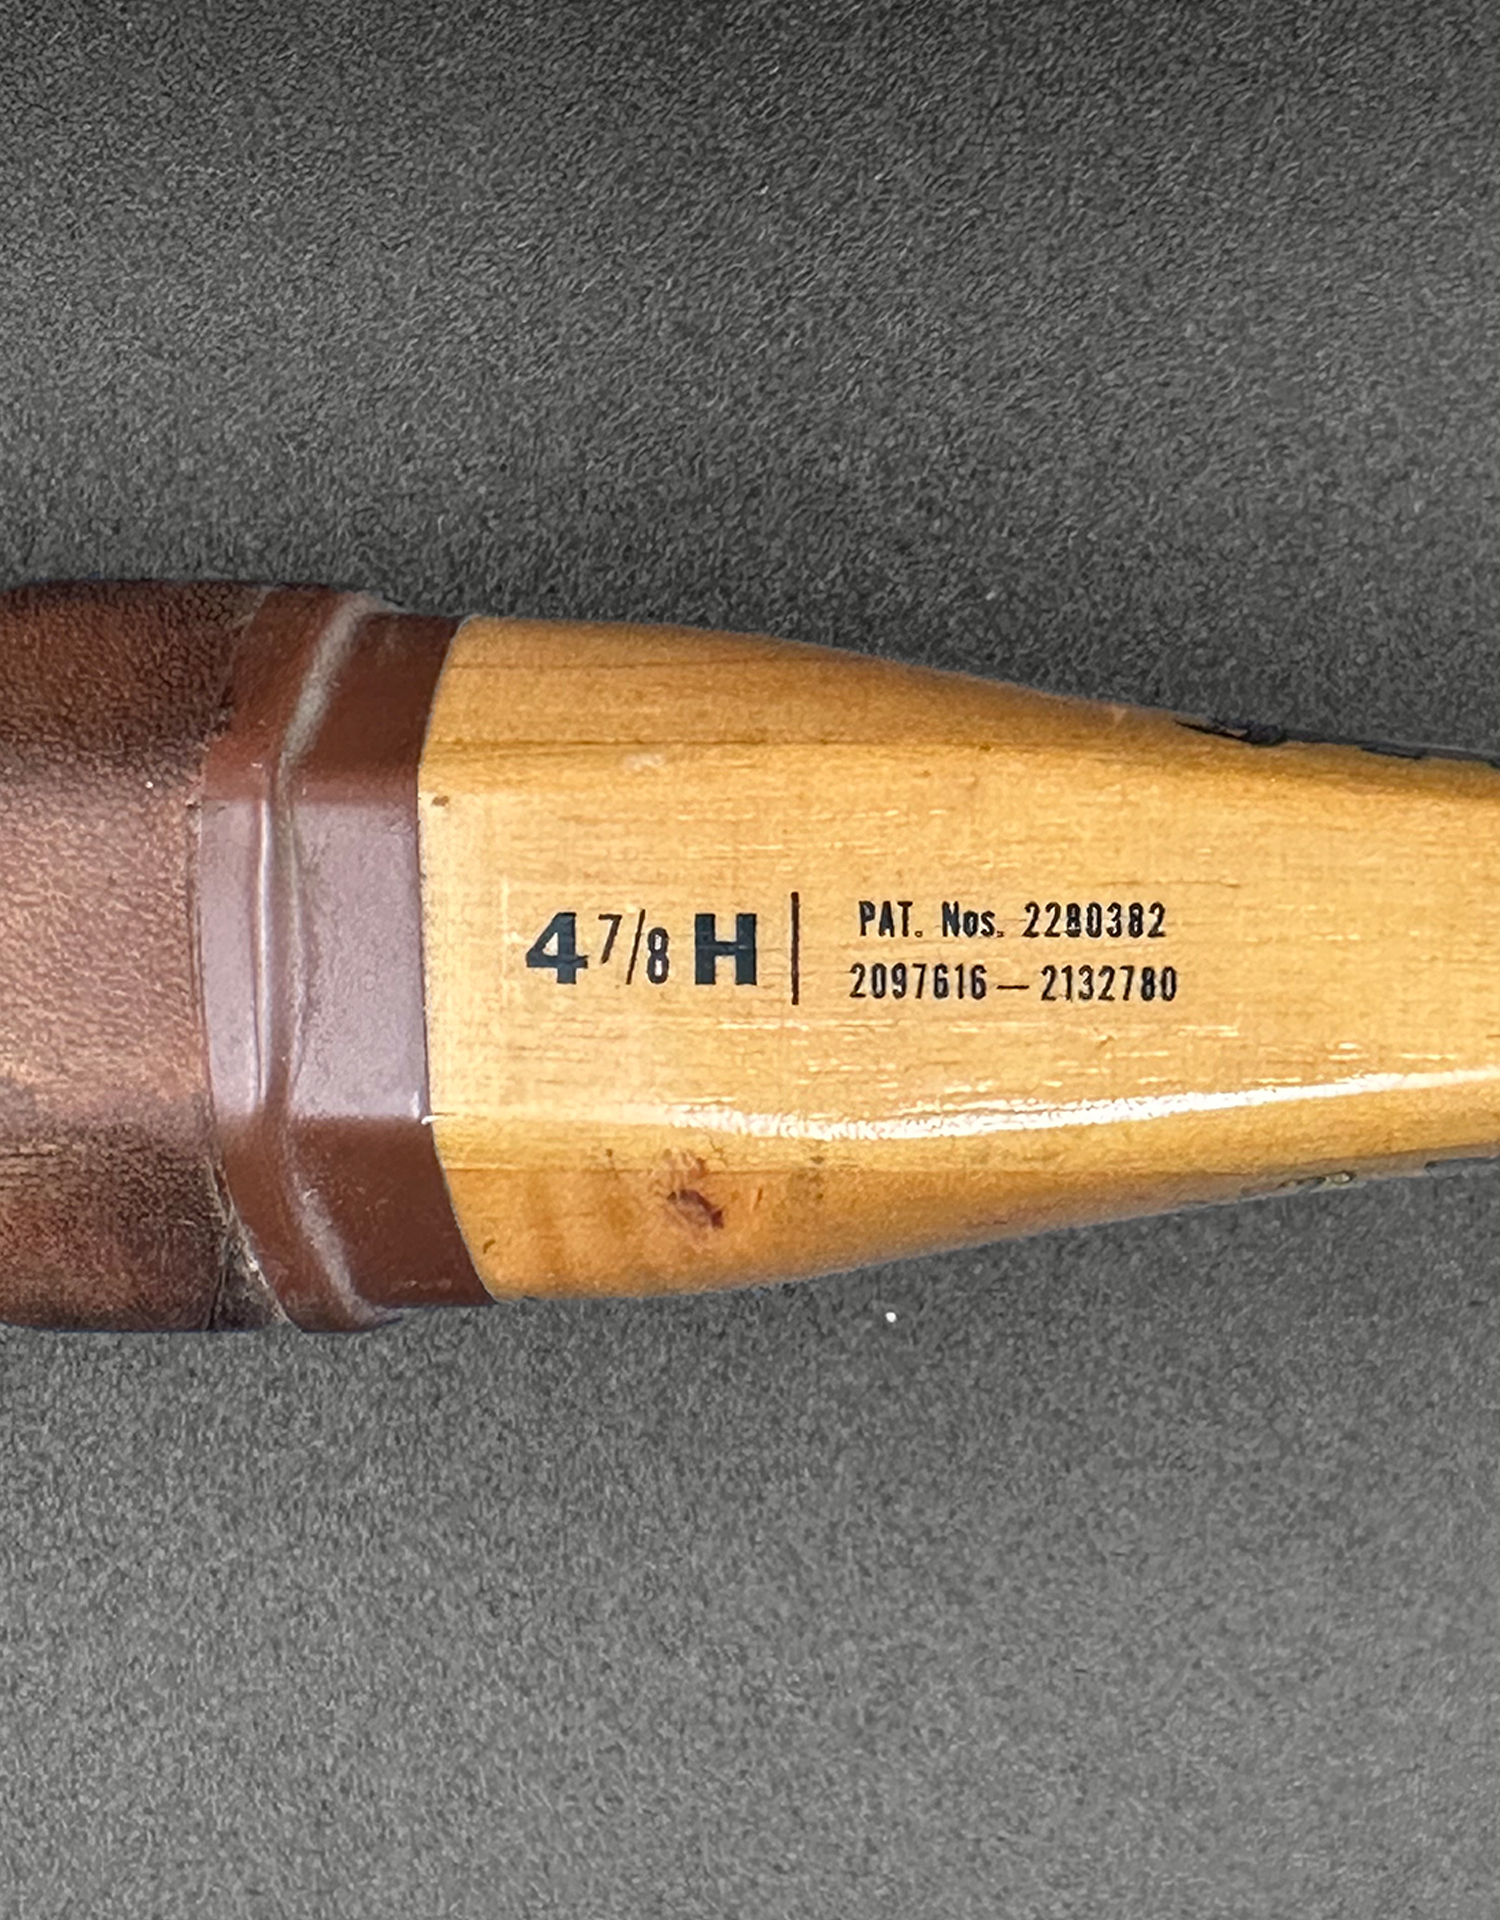 4 7/8 H | PAT. Nos. 2280382
2097616 — 2132780